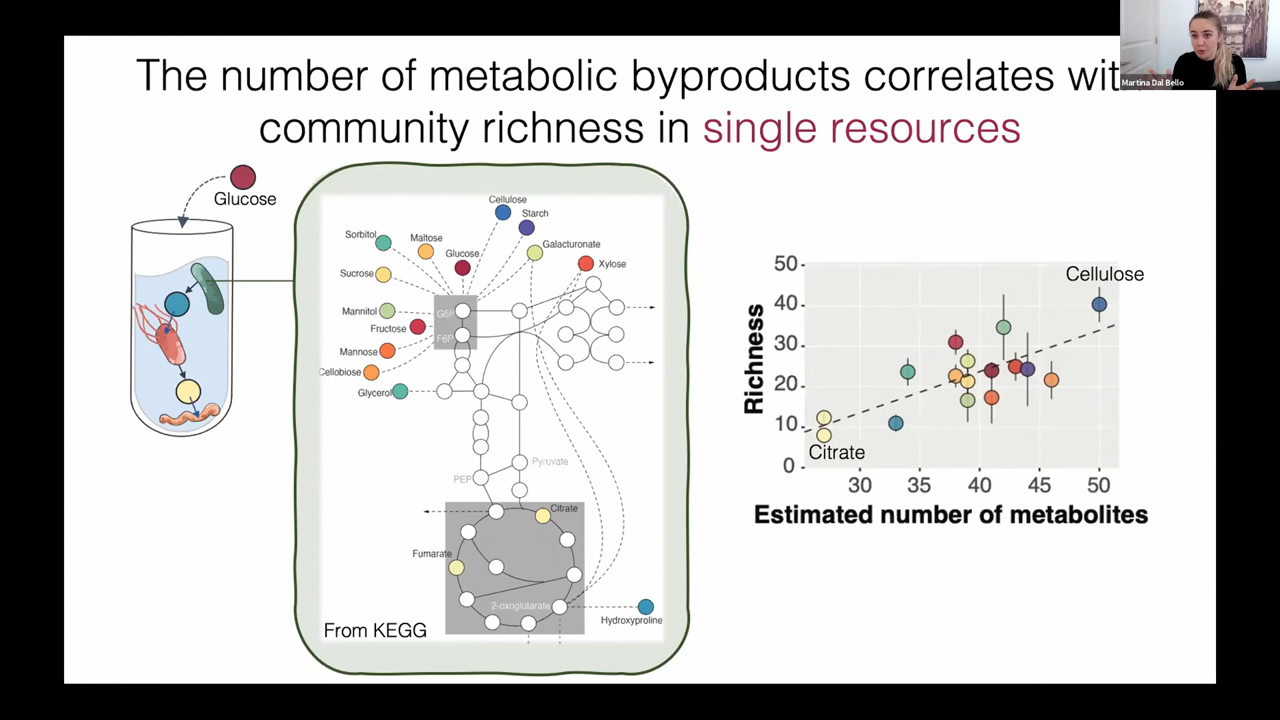 The number of metabolic byproducts correlates wit
community richness in single resources
Martina Dal Bello
Glucose
Cellulose
Starch
Sorbitol
Maltose
Galacturonate
Glucose
Xylose
Sucrose
Mannitol
G6P
Fructose
F6P
Mannose
Cellobiose
Glycerol
Pyruvate
PEP
Citrate
Fumarate
2-oxoglutarate
Hydroxyproline
From KEGG
Cellulose
Richness
50
40
30
20
10
0
Citrate
30 35 40 45 50
Estimated number of metabolites